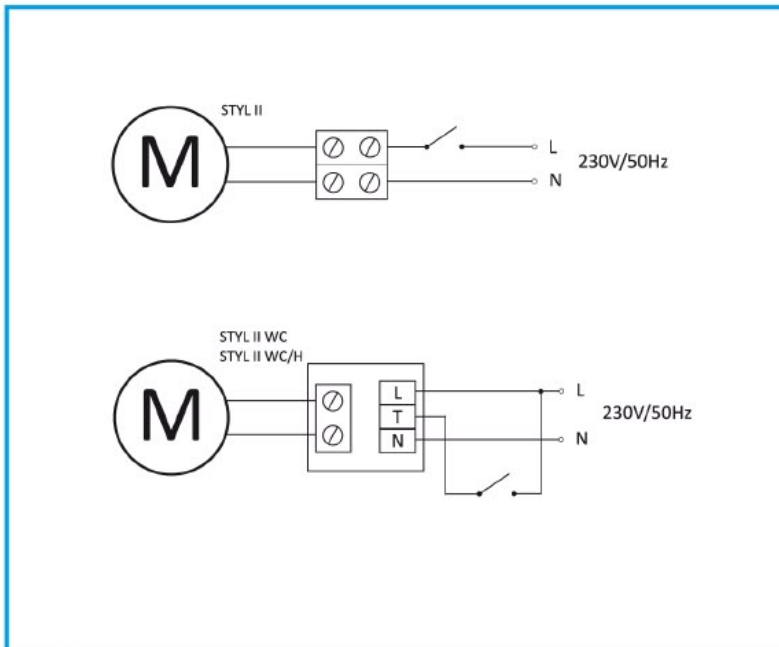 STYL II
M
L
N
230V/50Hz
STYL II WC
STYL II WC/H
M
L
T
N
L
N
230V/50Hz